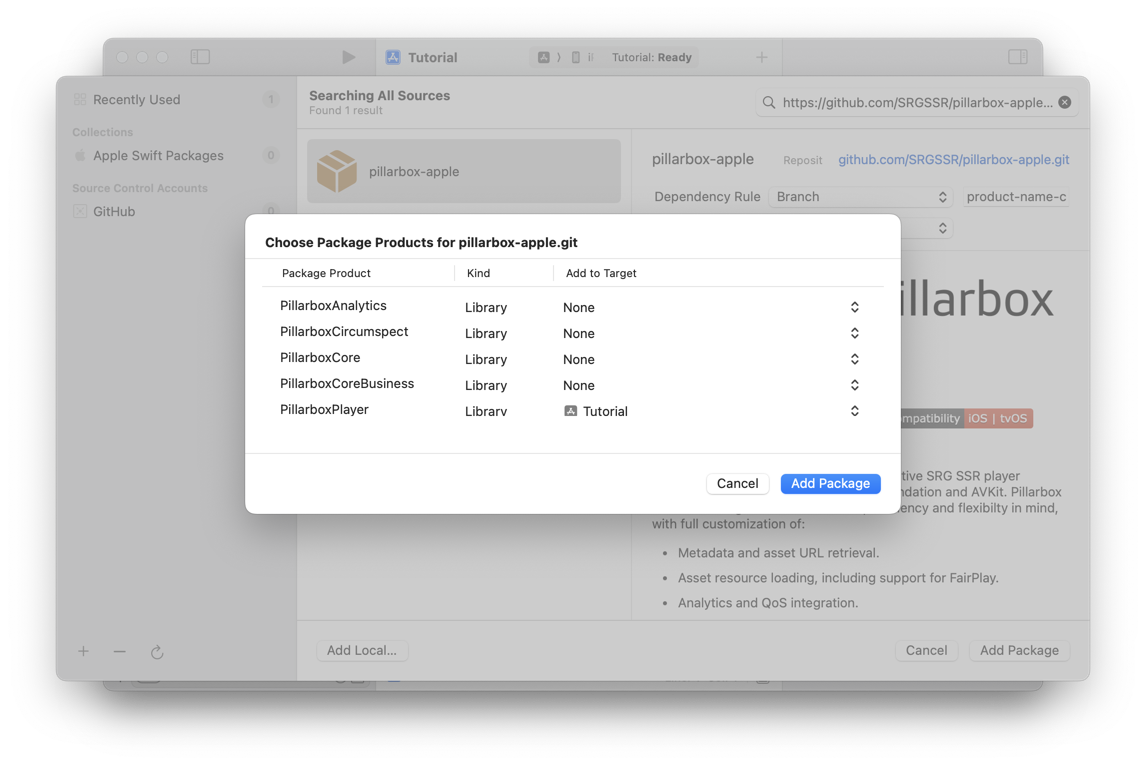 Tutorial
Tutorial: Ready
Recently Used 1
Collections
Apple Swift Packages 0
Source Control Accounts
GitHub 0
Searching All Sources
Found 1 result
https://github.com/SRGSSR/pillarbox-apple...
pillarbox-apple
pillarbox-apple
Reposit github.com/SRGSSR/pillarbox-apple.git
Dependency Rule Branch product-name-c
Choose Package Products for pillarbox-apple.git
Package Product Kind Add to Target
PillarboxAnalytics Library None
PillarboxCircumspect Library None
PillarboxCore Library None
PillarboxCoreBusiness Library None
PillarboxPlayer Library Tutorial
Cancel Add Package
illarbox
mpatibility iOS | tvOS
tive SRG SSR player
ndation and AVKit. Pillarbox
ency and flexibilty in mind,
with full customization of:
• Metadata and asset URL retrieval.
• Asset resource loading, including support for FairPlay.
• Analytics and QoS integration.
Add Local...
Cancel Add Package